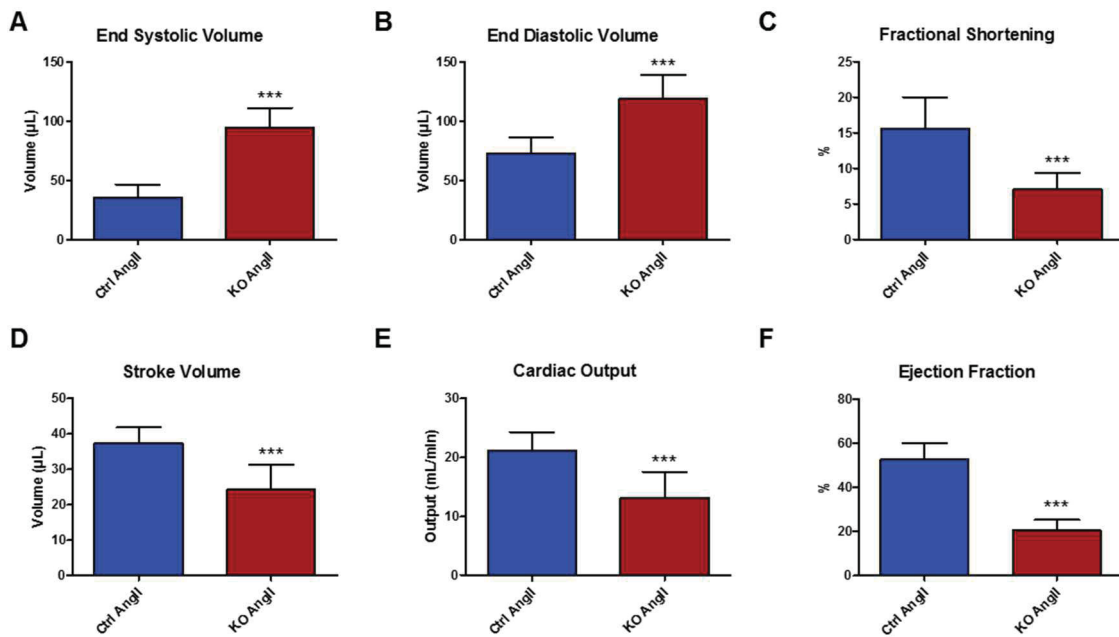 A
End Systolic Volume
Volume (µL)
150
100
50
0
***
Ctrl AngII
KO AngII
B
End Diastolic Volume
Volume (µL)
150
100
50
0
***
Ctrl AngII
KO AngII
C
Fractional Shortening
%
25
20
15
10
5
0
***
Ctrl AngII
KO AngII
D
Stroke Volume
Volume (µL)
50
40
30
20
10
0
***
Ctrl AngII
KO AngII
E
Cardiac Output
Output (mL/min)
30
20
10
0
***
Ctrl AngII
KO AngII
F
Ejection Fraction
%
80
60
40
20
0
***
Ctrl AngII
KO AngII